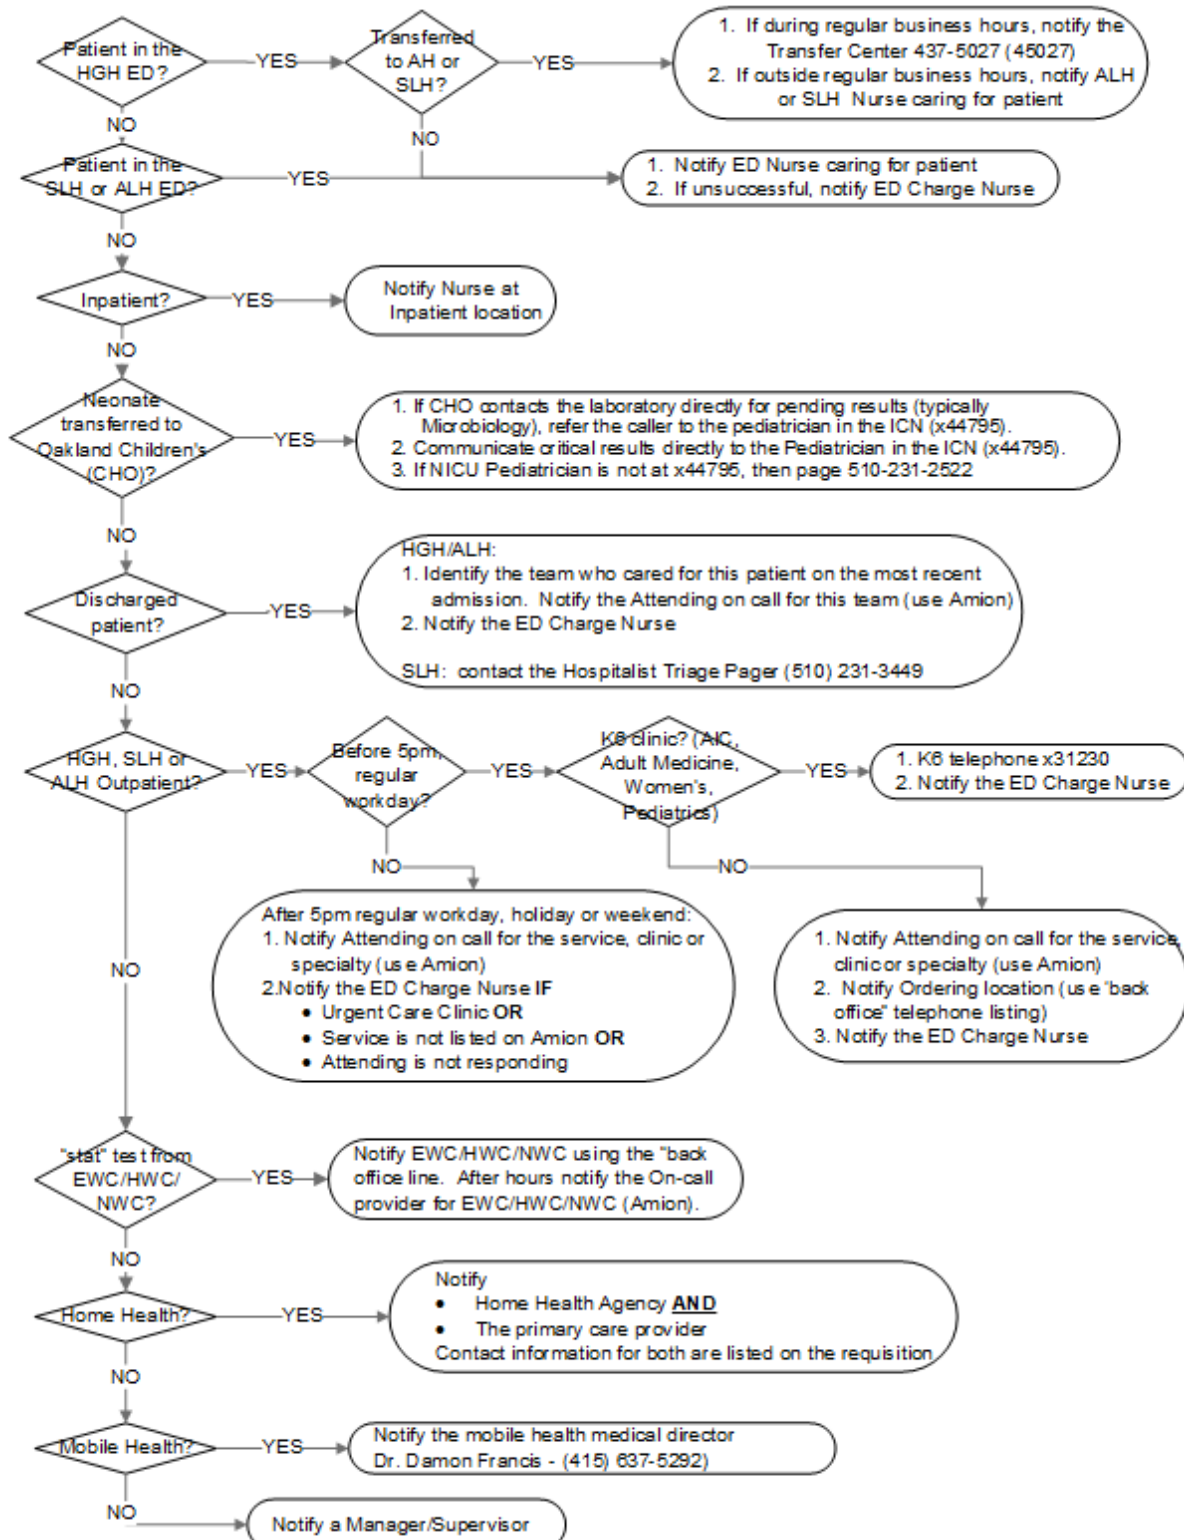 Patient in the
HGH ED?
YES
Transferred
to AH or
SLH?
YES
1. If during regular business hours, notify the
Transfer Center 437-5027 (45027)
2. If outside regular business hours, notify ALH
or SLH Nurse caring for patient
NO
NO
Patient in the
SLH or ALH ED?
YES
1. Notify ED Nurse caring for patient
2. If unsuccessful, notify ED Charge Nurse
NO
Inpatient?
YES
Notify Nurse at
Inpatient location
NO
Neonate
transferred to
Oakland Children's
(CHO)?
YES
1. If CHO contacts the laboratory directly for pending results (typically
Microbiology), refer the caller to the pediatrician in the ICN (x44795).
2. Communicate critical results directly to the Pediatrician in the ICN (x44795).
3. If NICU Pediatrician is not at x44795, then page 510-231-2522
NO
Discharged
patient?
YES
HGH/ALH:
1. Identify the team who cared for this patient on the most recent
admission. Notify the Attending on call for this team (use Amion)
2. Notify the ED Charge Nurse
SLH: contact the Hospitalist Triage Pager (510) 231-3449
NO
HGH, SLH or
ALH Outpatient?
YES
Before 5pm,
regular
workday?
YES
K6 clinic? (AIC,
Adult Medicine,
Women's,
Pediatrics)
YES
1. K6 telephone x31230
2. Notify the ED Charge Nurse
NO
NO
After 5pm regular workday, holiday or weekend:
1. Notify Attending on call for the service, clinic or
specialty (use Amion)
2.Notify the ED Charge Nurse IF
• Urgent Care Clinic OR
• Service is not listed on Amion OR
• Attending is not responding
1. Notify Attending on call for the service,
clinic or specialty (use Amion)
2. Notify Ordering location (use "back
office" telephone listing)
3. Notify the ED Charge Nurse
NO
"stat" test from
EWC/HWC/
NWC?
YES
Notify EWC/HWC/NWC using the "back
office line. After hours notify the On-call
provider for EWC/HWC/NWC (Amion).
NO
Home Health?
YES
Notify
• Home Health Agency AND
• The primary care provider
Contact information for both are listed on the requisition
NO
Mobile Health?
YES
Notify the mobile health medical director
Dr. Damon Francis - (415) 637-5292)
NO
Notify a Manager/Supervisor